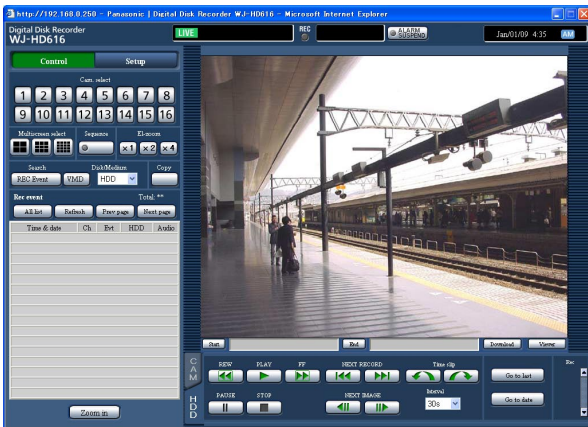 http://192.168.0.250 - Panasonic | Digital Disk Recorder WJ-HD616 - Microsoft Internet Explorer
Digital Disk Recorder
WJ-HD616
LIVE
REC
ALARM
SUSPEND
Jan/01/09 4:35 AM
Control Setup
Cam. select
1 2 3 4 5 6 7 8
9 10 11 12 13 14 15 16
Multiscreen select Sequence El-zoom
x1 x2 x4
Search Disk/Medium Copy
REC Event VMD HDD
Rec event Total: **
All list Refresh Prev page Next page
Time & date Ch Evt HDD Audio
Zoom in
Start End Download Viewer
CAM
HDD
REW PLAY FF NEXT RECORD Time slip
PAUSE STOP NEXT IMAGE Interval
30s
Go to last
Go to date
Rec